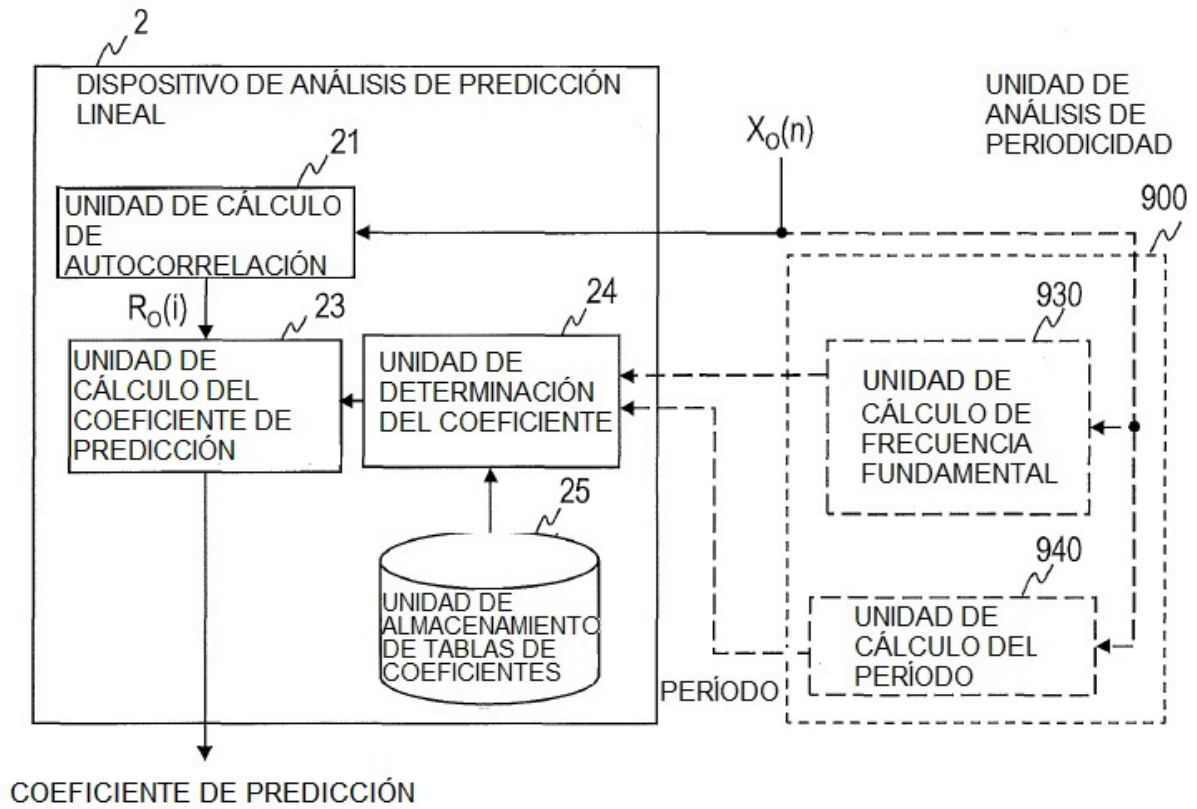 2
DISPOSITIVO DE ANÁLISIS DE PREDICCIÓN
LINEAL
UNIDAD DE
ANÁLISIS DE
PERIODICIDAD
X_O(n)
21
900
UNIDAD DE CÁLCULO
DE
AUTOCORRELACIÓN
R_O(i)
23
24
930
UNIDAD DE
CÁLCULO DEL
COEFICIENTE DE
PREDICCIÓN
UNIDAD DE
DETERMINACIÓN
DEL COEFICIENTE
UNIDAD DE
CÁLCULO DE
FRECUENCIA
FUNDAMENTAL
25
940
UNIDAD DE
ALMACENAMIENTO
DE TABLAS DE
COEFICIENTES
UNIDAD DE
CÁLCULO DEL
PERÍODO
PERÍODO
COEFICIENTE DE PREDICCIÓN